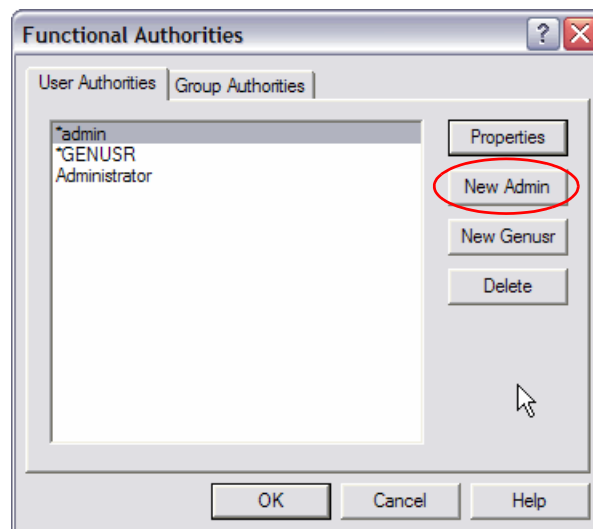 Functional Authorities
User Authorities Group Authorities
*admin
*GENUSR
Administrator
Properties
New Admin
New Genusr
Delete
OK Cancel Help